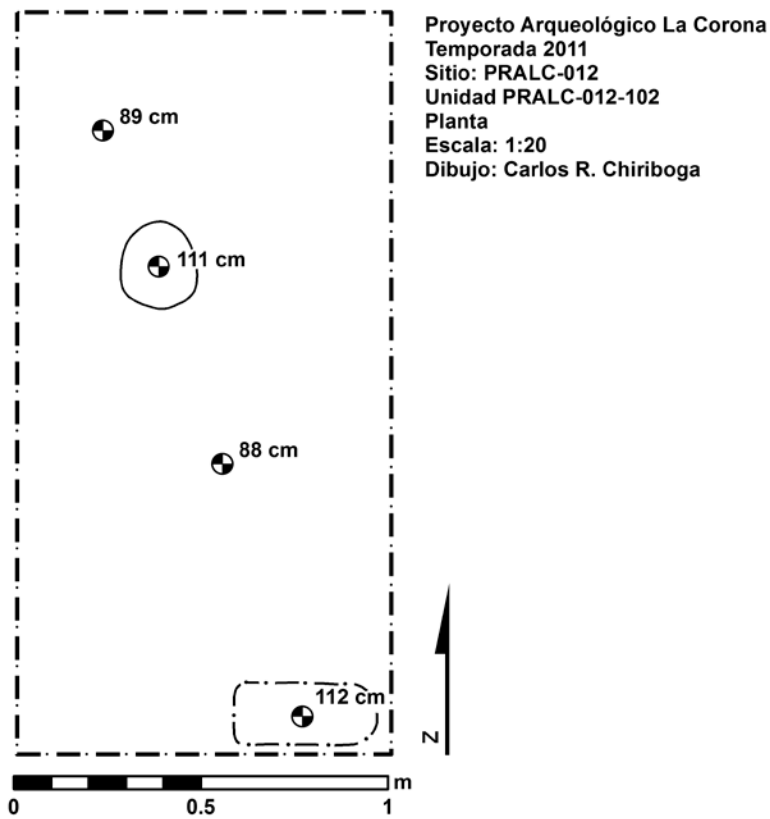 Proyecto Arqueológico La Corona
Temporada 2011
Sitio: PRALC-012
Unidad PRALC-012-102
Planta
Escala: 1:20
Dibujo: Carlos R. Chiriboga
89 cm
111 cm
88 cm
112 cm
N
m
0 0.5 1